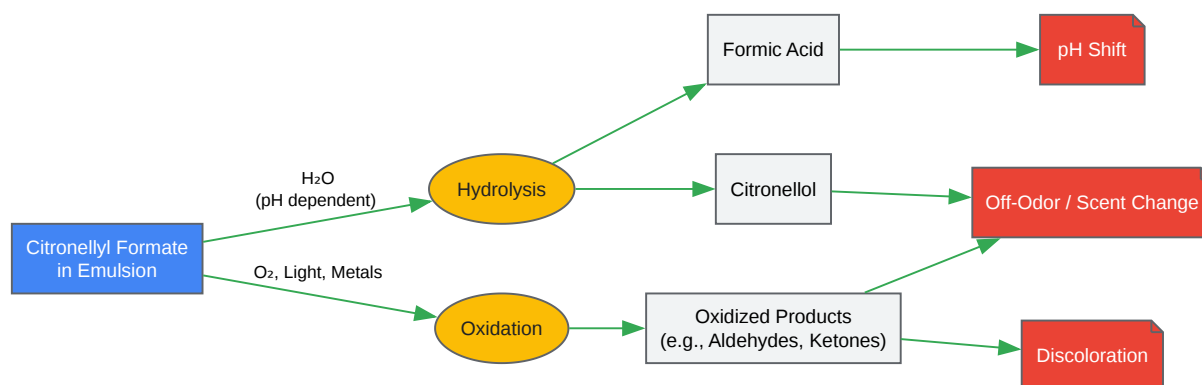 Citronellyl Formate
in Emulsion
H₂O
(pH dependent)
O₂, Light, Metals
Hydrolysis
Oxidation
Formic Acid
Citronellol
Oxidized Products
(e.g., Aldehydes, Ketones)
pH Shift
Off-Odor / Scent Change
Discoloration